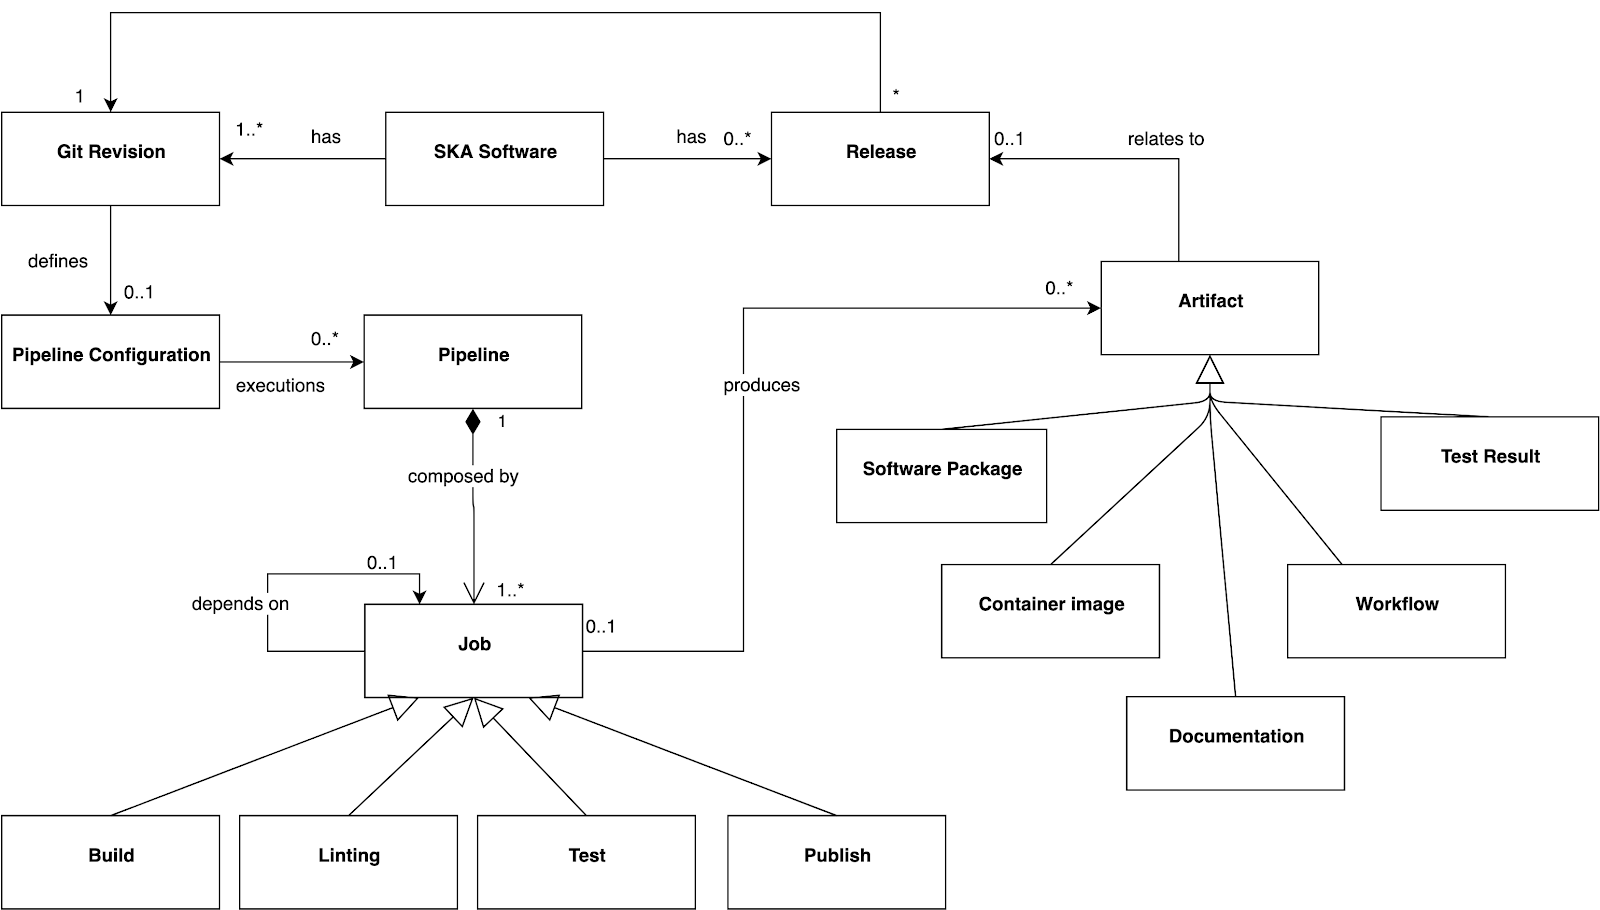 1
*
Git Revision
1..*
has
SKA Software
has
0..*
Release
0..1
relates to
defines
0..1
Pipeline Configuration
0..*
executions
Pipeline
1
composed by
0..*
Artifact
produces
Software Package
Test Result
0..1
depends on
1..*
Job
0..1
Container image
Workflow
Documentation
Build
Linting
Test
Publish